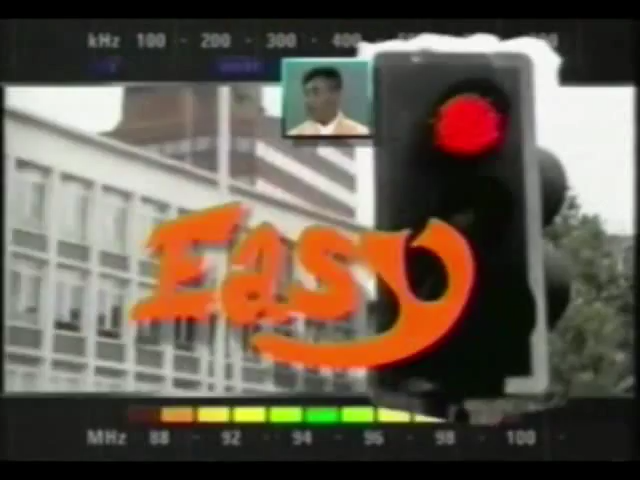 kHz 100 · 200 · 300 · 400
Easy
MHz 88 · 92 · 94 · 96 · 98 · 100 ·